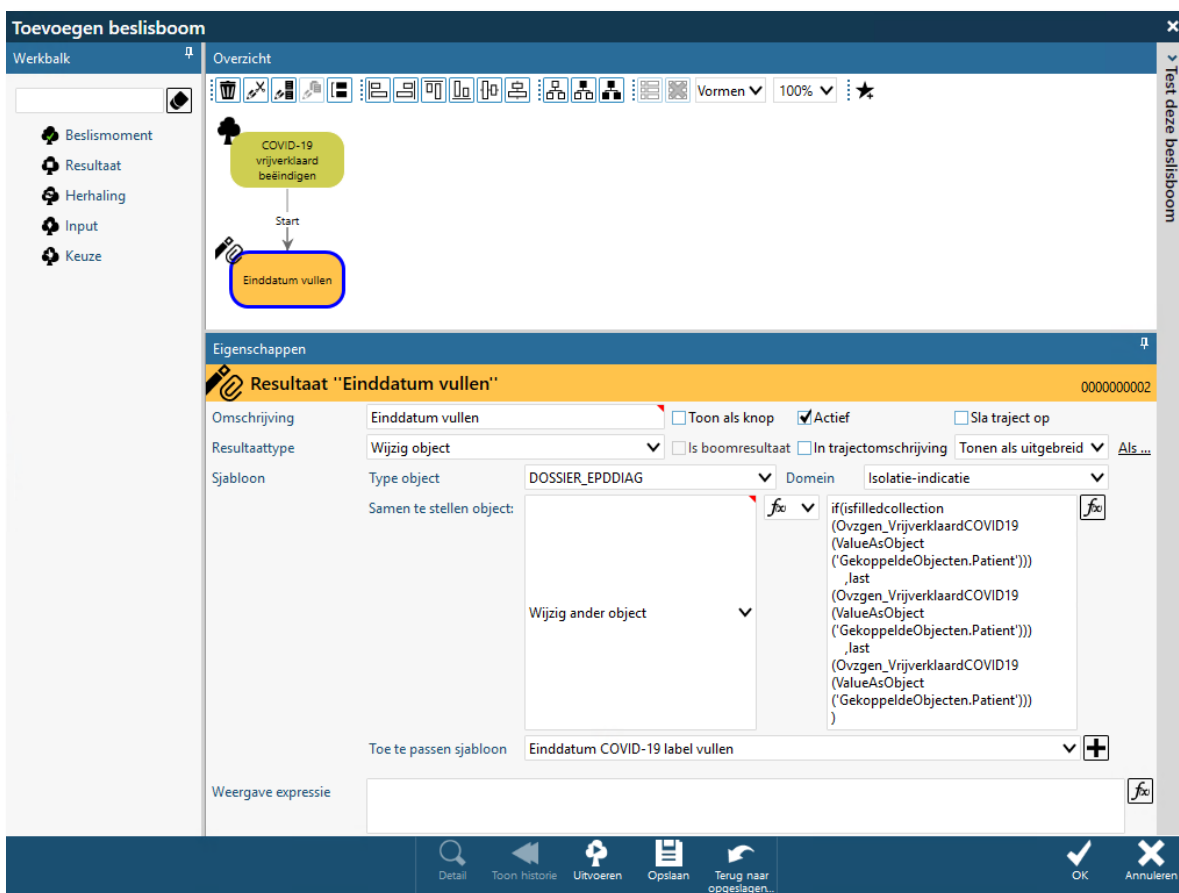 Toevoegen beslisboom
Werkbalk
Overzicht
Vormen
100%
Test deze beslisboom
Beslismoment
Resultaat
Herhaling
Input
Keuze
COVID-19
vrijverklaard
beëindigen
Start
Einddatum vullen
Eigenschappen
Resultaat "Einddatum vullen"
0000000002
Omschrijving
Einddatum vullen
Toon als knop
Actief
Sla traject op
Resultaattype
Wijzig object
Is boomresultaat
In trajectomschrijving
Tonen als uitgebreid
Als ...
Sjabloon
Type object
DOSSIER_EPDDIAG
Domein
Isolatie-indicatie
Samen te stellen object:
Wijzig ander object
fx
if(isfilledcollection
(Ovzgen_VrijverklaardCOVID19
(ValueAsObject
('GekoppeldeObjecten.Patient')))
,last
(Ovzgen_VrijverklaardCOVID19
(ValueAsObject
('GekoppeldeObjecten.Patient')))
,last
(Ovzgen_VrijverklaardCOVID19
(ValueAsObject
('GekoppeldeObjecten.Patient')))
)
fx
Toe te passen sjabloon
Einddatum COVID-19 label vullen
Weergave expressie
fx
Detail
Toon historie
Uitvoeren
Opslaan
Terug naar
opgeslagen...
OK
Annuleren